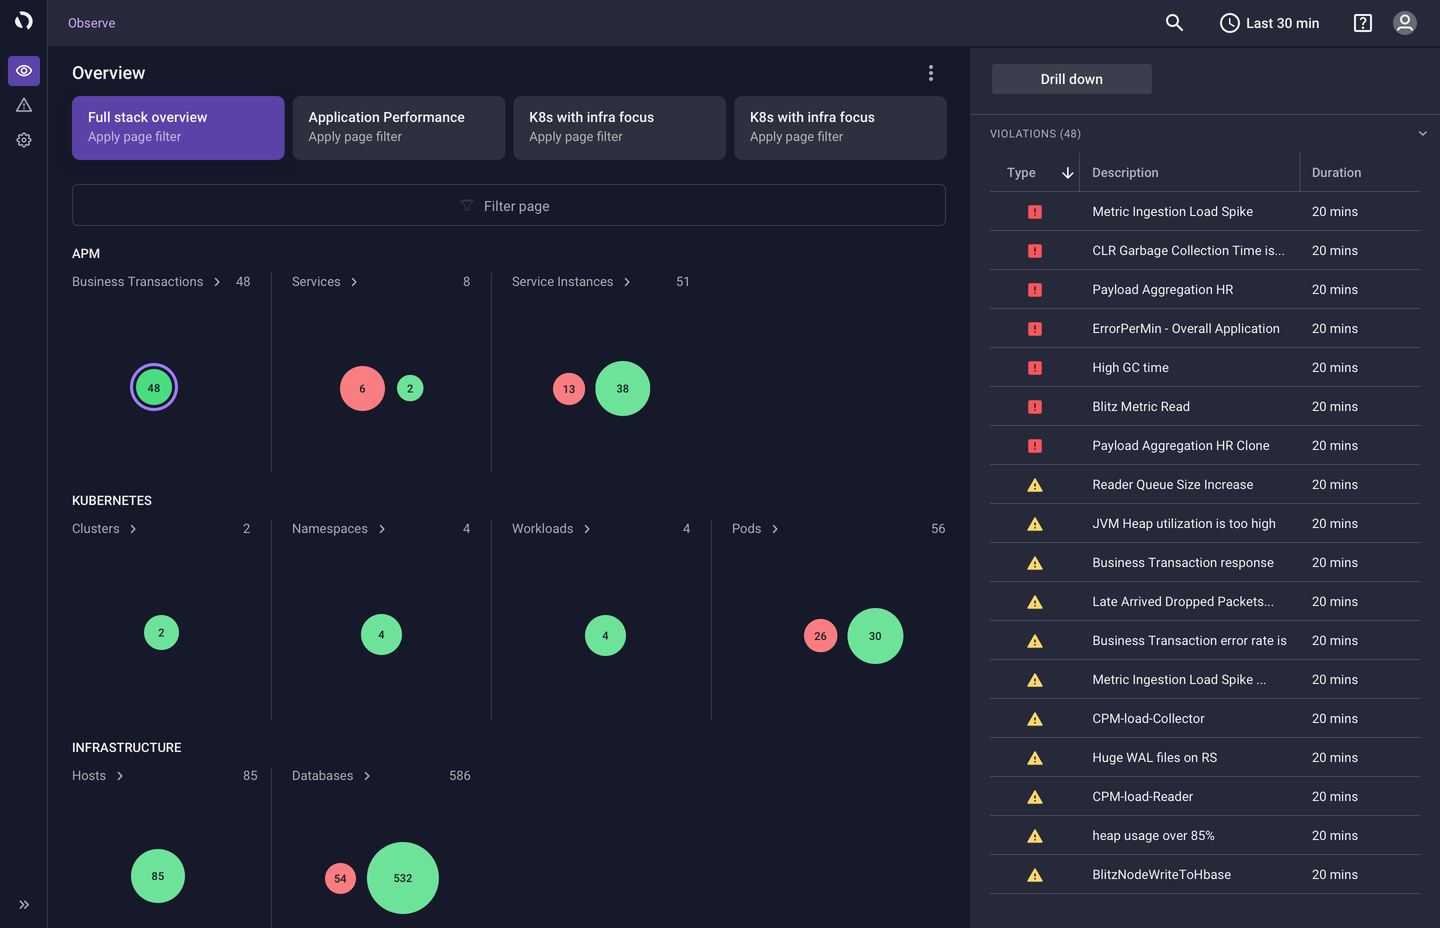 Observe
Last 30 min
Overview
Full stack overview
Apply page filter
Application Performance
Apply page filter
K8s with infra focus
Apply page filter
K8s with infra focus
Apply page filter
Filter page
APM
Business Transactions 48
Services 8
Service Instances 51
48
6
2
13
38
KUBERNETES
Clusters 2
Namespaces 4
Workloads 4
Pods 56
2
4
4
26
30
INFRASTRUCTURE
Hosts 85
Databases 586
85
54
532
Drill down
VIOLATIONS (48)
Type Description Duration
Metric Ingestion Load Spike 20 mins
CLR Garbage Collection Time is... 20 mins
Payload Aggregation HR 20 mins
ErrorPerMin - Overall Application 20 mins
High GC time 20 mins
Blitz Metric Read 20 mins
Payload Aggregation HR Clone 20 mins
Reader Queue Size Increase 20 mins
JVM Heap utilization is too high 20 mins
Business Transaction response 20 mins
Late Arrived Dropped Packets... 20 mins
Business Transaction error rate is 20 mins
Metric Ingestion Load Spike ... 20 mins
CPM-load-Collector 20 mins
Huge WAL files on RS 20 mins
CPM-load-Reader 20 mins
heap usage over 85% 20 mins
BlitzNodeWriteToHbase 20 mins